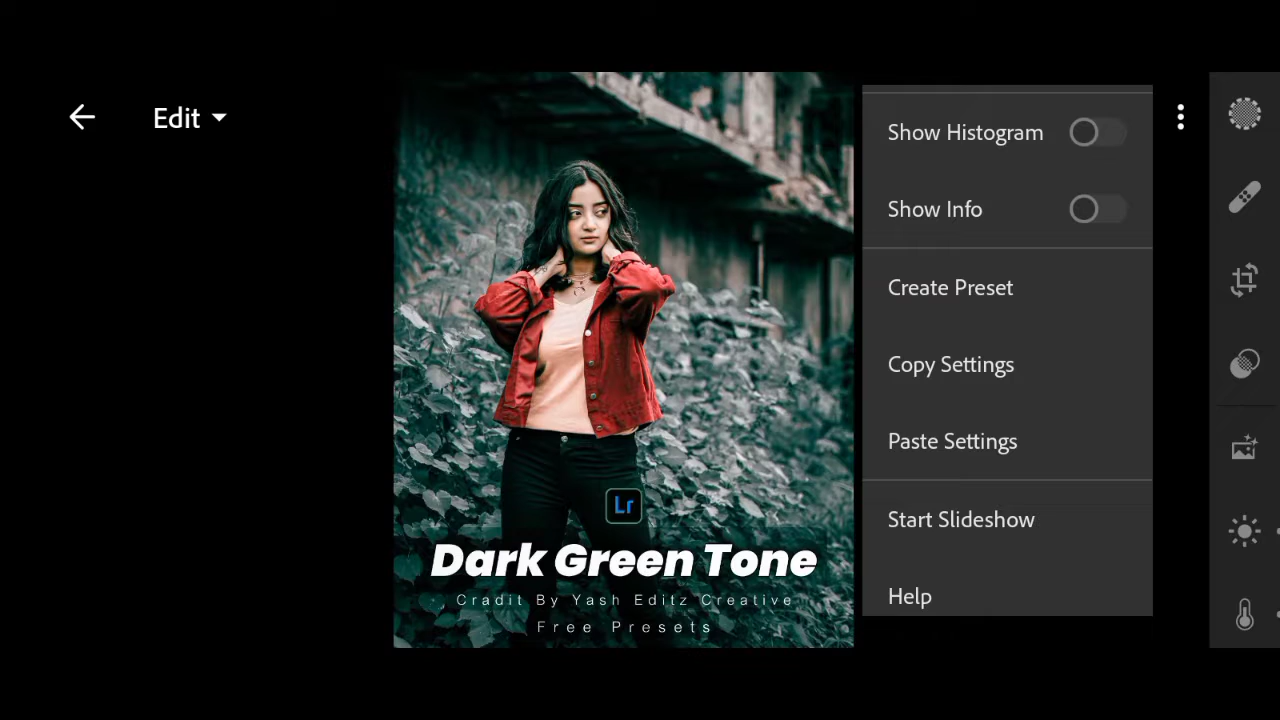 Edit
Show Histogram
Show Info
Create Preset
Copy Settings
Paste Settings
Start Slideshow
Help
Lr
Dark Green Tone
Cradit By Yash Editz Creative
Free Presets